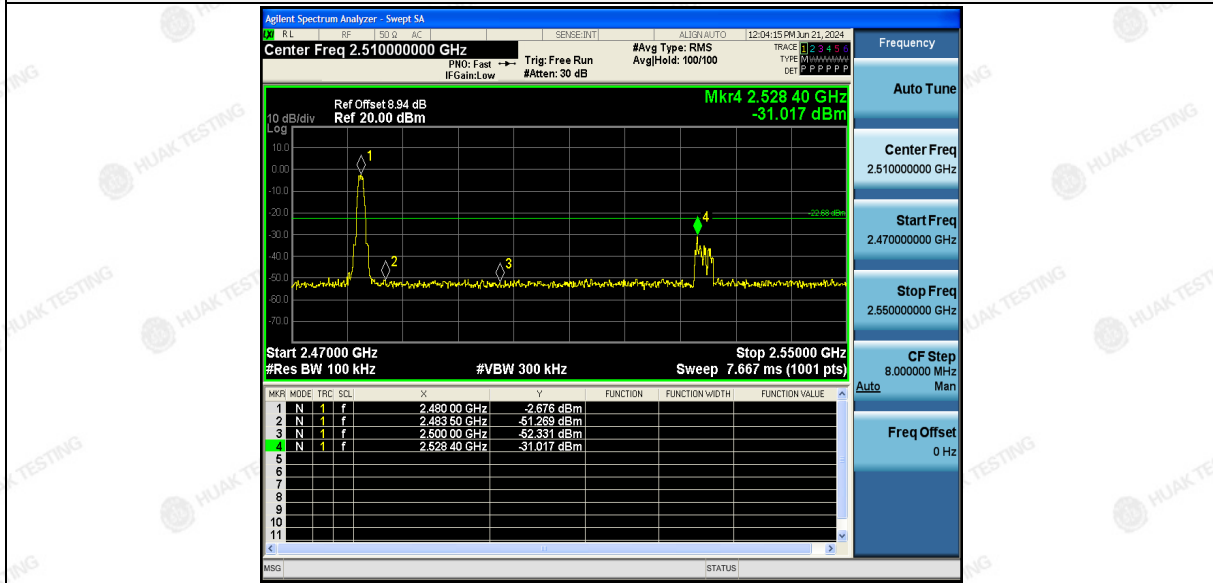 Agilent Spectrum Analyzer - Swept SA
LXI RL RF 50 Ω AC SENSE:INT ALIGN AUTO 12:04:15 PM Jun 21, 2024
Center Freq 2.510000000 GHz
PNO: Fast
IFGain:Low
Trig: Free Run
#Atten: 30 dB
#Avg Type: RMS
Avg|Hold: 100/100
TRACE 1 2 3 4 5 6
TYPE M
DET P P P P P P
Ref Offset 8.94 dB
Ref 20.00 dBm
10 dB/div
Log
Mkr4 2.528 40 GHz
-31.017 dBm
10.0
0.00
-10.0
-20.0
-30.0
-40.0
-50.0
-60.0
-70.0
1
2
3
4
-22.68 dBm
Start 2.47000 GHz Stop 2.55000 GHz
#Res BW 100 kHz #VBW 300 kHz Sweep 7.667 ms (1001 pts)
MKR MODE TRC SCL X Y FUNCTION FUNCTION WIDTH FUNCTION VALUE
1 N 1 f 2.480 00 GHz -2.676 dBm
2 N 1 f 2.483 50 GHz -51.269 dBm
3 N 1 f 2.500 00 GHz -52.331 dBm
4 N 1 f 2.528 40 GHz -31.017 dBm
5
6
7
8
9
10
11
MSG STATUS
Frequency
Auto Tune
Center Freq
2.510000000 GHz
Start Freq
2.470000000 GHz
Stop Freq
2.550000000 GHz
CF Step
8.000000 MHz
Auto Man
Freq Offset
0 Hz
HUAK TESTING
HUAK TESTING
HUAK TESTING
HUAK TESTING